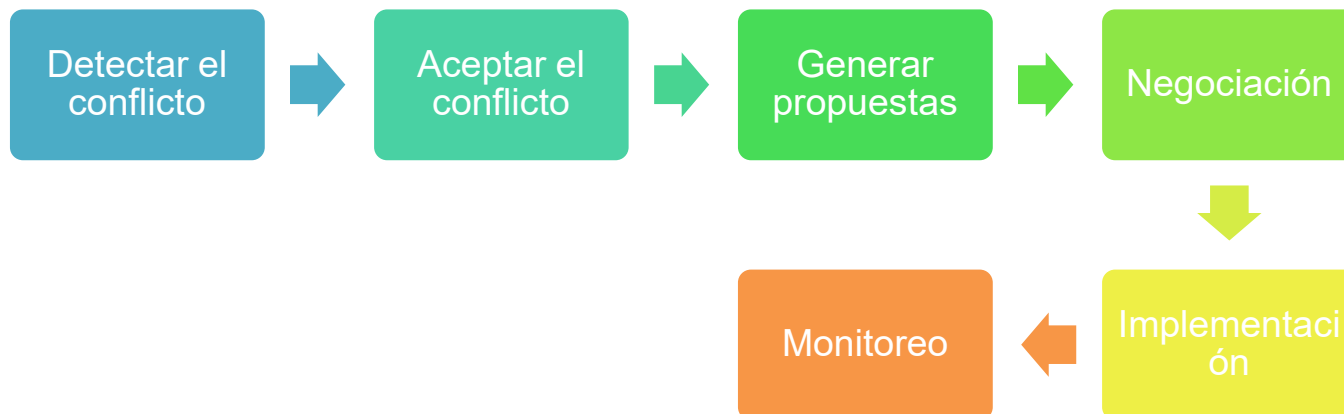 Detectar el
conflicto
Aceptar el
conflicto
Generar
propuestas
Negociación
Implementaci
ón
Monitoreo